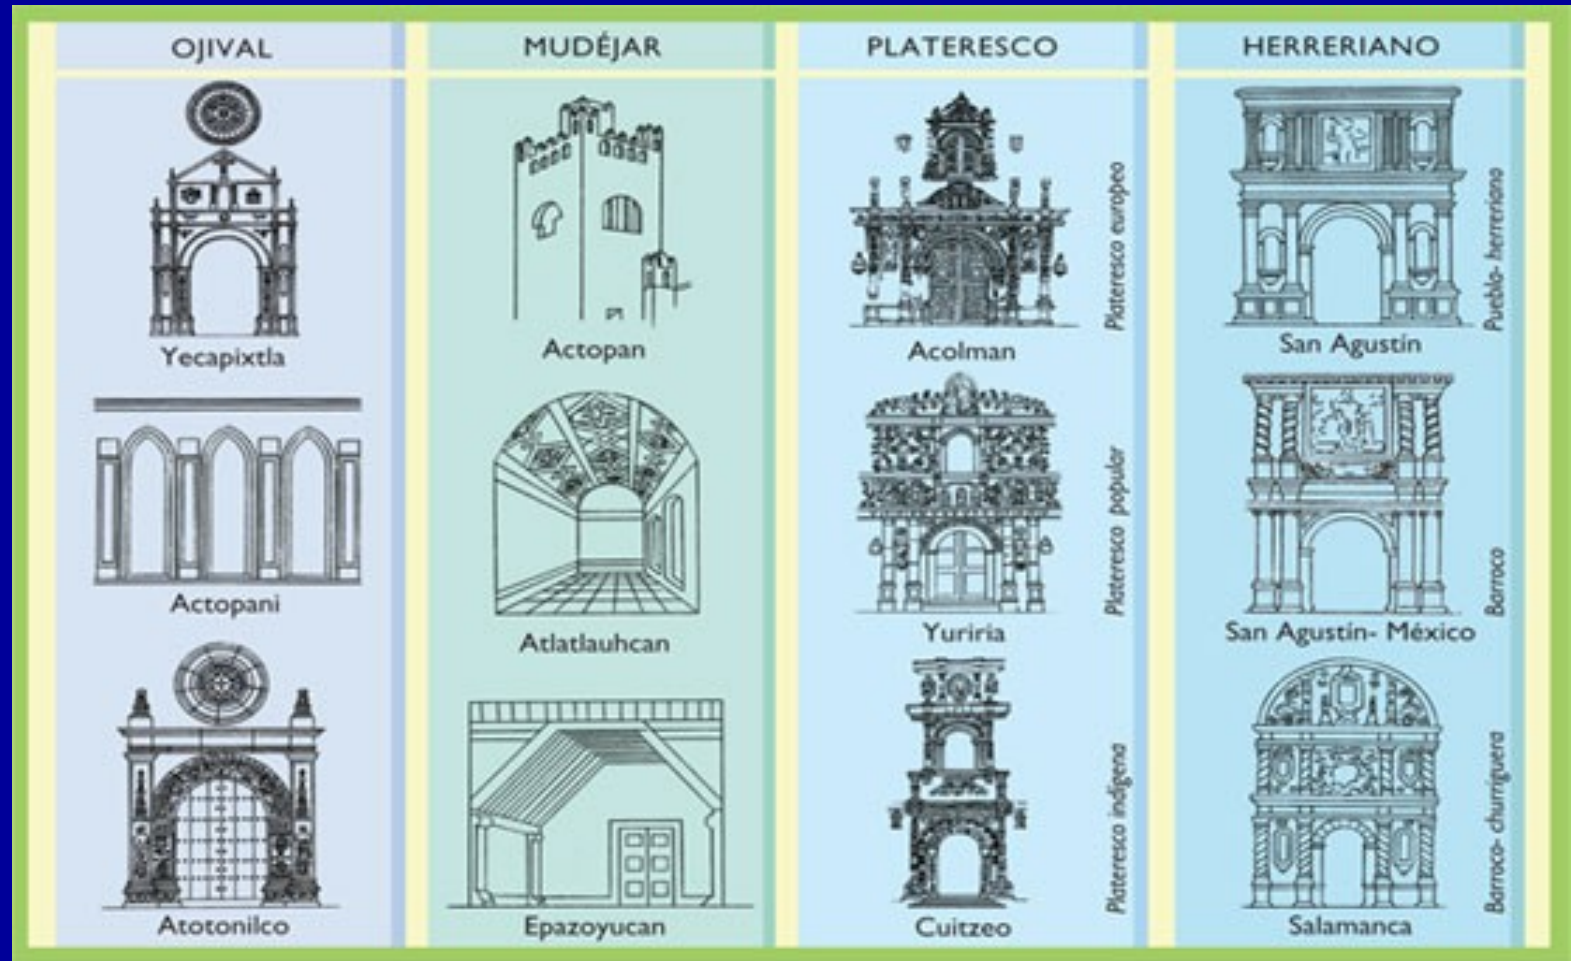 OJIVAL
MUDÉJAR
PLATERESCO
HERRERIANO
Yecapixtla
Actopan
Acolman
Plateresco europeo
San Agustín
Puebla- herreriano
Actopani
Atlatlauhcan
Yuriria
Plateresco popular
San Agustín- México
Barroco
Atotonilco
Epazoyucan
Cuitzeo
Plateresco indígena
Salamanca
Barroco- churriguera